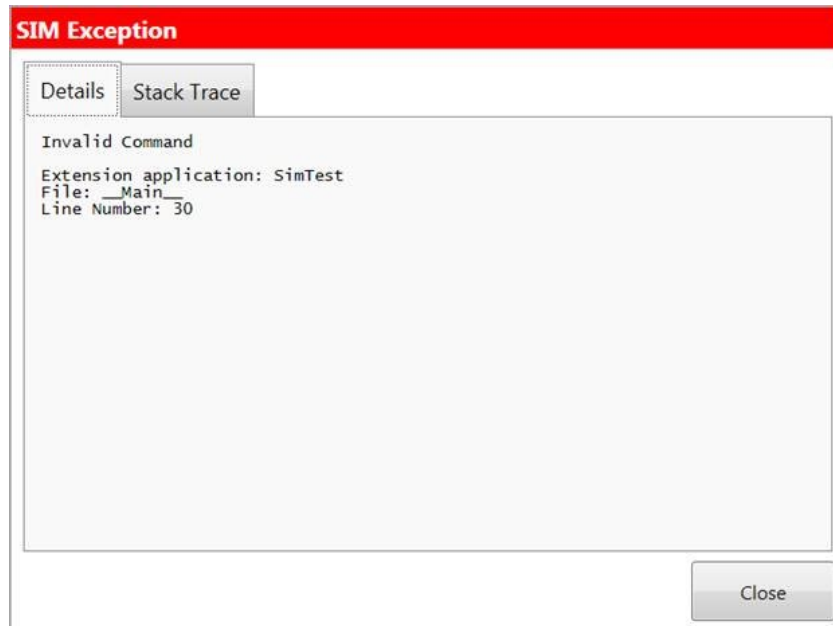 SIM Exception
Details
Stack Trace
Invalid Command
Extension application: SimTest
File: __Main__
Line Number: 30
Close